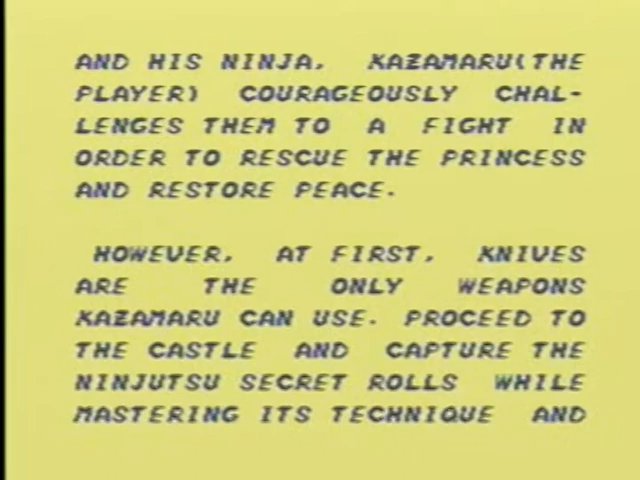 AND HIS NINJA, KAZAMARU(THE
PLAYER) COURAGEOUSLY CHAL-
LENGES THEM TO A FIGHT IN
ORDER TO RESCUE THE PRINCESS
AND RESTORE PEACE.
HOWEVER, AT FIRST, KNIVES
ARE THE ONLY WEAPONS
KAZAMARU CAN USE. PROCEED TO
THE CASTLE AND CAPTURE THE
NINJUTSU SECRET ROLLS WHILE
MASTERING ITS TECHNIQUE AND